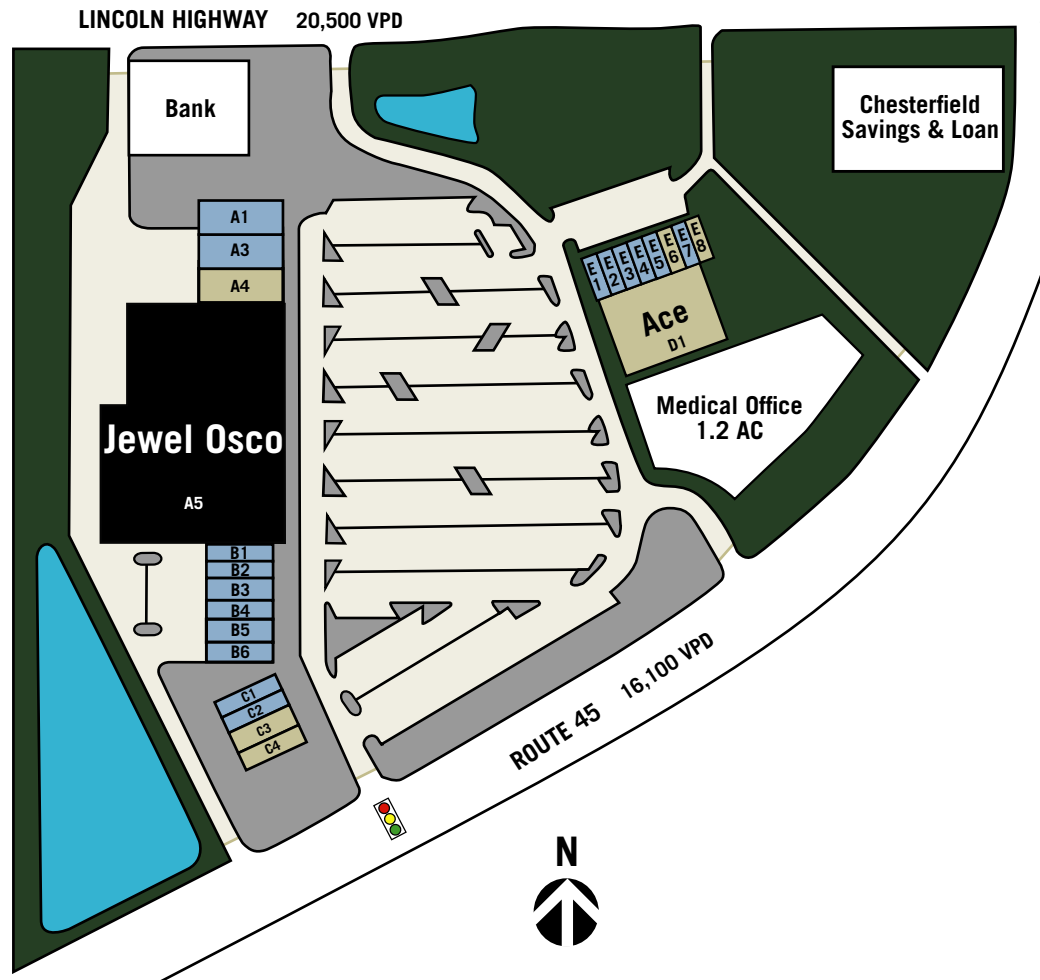 LINCOLN HIGHWAY 20,500 VPD
Bank
Chesterfield
Savings & Loan
A1
A3
A4
E1
E2
E3
E4
E5
E6
E7
E8
Ace
D1
Medical Office
1.2 AC
Jewel Osco
A5
B1
B2
B3
B4
B5
B6
C1
C2
C3
C4
ROUTE 45 16,100 VPD
N